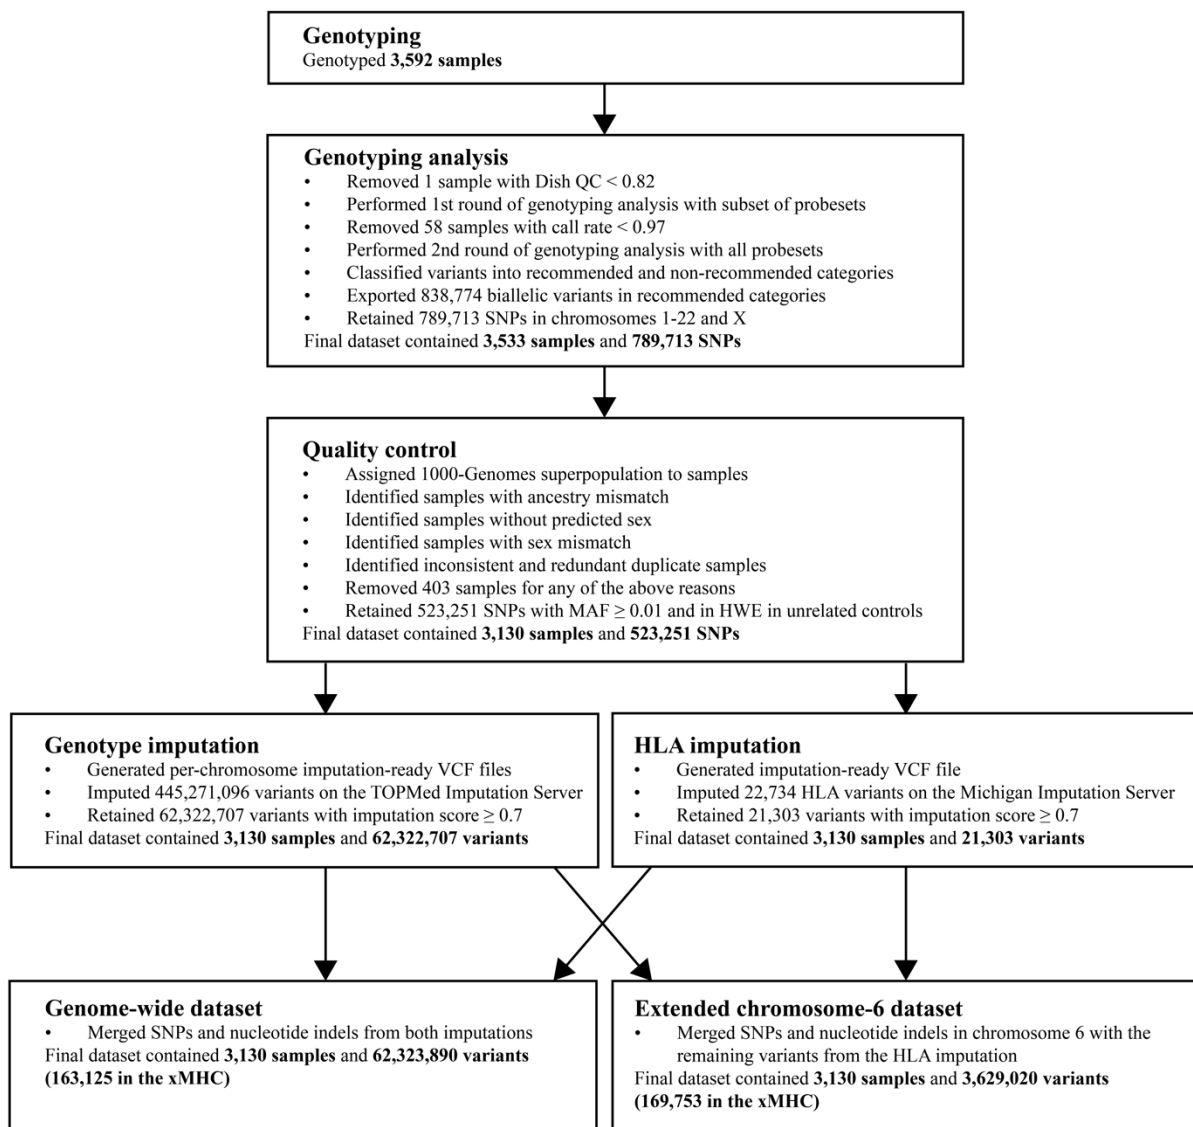 Genotyping
Genotyped 3,592 samples
Genotyping analysis
• Removed 1 sample with Dish QC < 0.82
• Performed 1st round of genotyping analysis with subset of probesets
• Removed 58 samples with call rate < 0.97
• Performed 2nd round of genotyping analysis with all probesets
• Classified variants into recommended and non-recommended categories
• Exported 838,774 biallelic variants in recommended categories
• Retained 789,713 SNPs in chromosomes 1-22 and X
Final dataset contained 3,533 samples and 789,713 SNPs
Quality control
• Assigned 1000-Genomes superpopulation to samples
• Identified samples with ancestry mismatch
• Identified samples without predicted sex
• Identified samples with sex mismatch
• Identified inconsistent and redundant duplicate samples
• Removed 403 samples for any of the above reasons
• Retained 523,251 SNPs with MAF ≥ 0.01 and in HWE in unrelated controls
Final dataset contained 3,130 samples and 523,251 SNPs
Genotype imputation
• Generated per-chromosome imputation-ready VCF files
• Imputed 445,271,096 variants on the TOPMed Imputation Server
• Retained 62,322,707 variants with imputation score ≥ 0.7
Final dataset contained 3,130 samples and 62,322,707 variants
HLA imputation
• Generated imputation-ready VCF file
• Imputed 22,734 HLA variants on the Michigan Imputation Server
• Retained 21,303 variants with imputation score ≥ 0.7
Final dataset contained 3,130 samples and 21,303 variants
Genome-wide dataset
• Merged SNPs and nucleotide indels from both imputations
Final dataset contained 3,130 samples and 62,323,890 variants
(163,125 in the xMHC)
Extended chromosome-6 dataset
• Merged SNPs and nucleotide indels in chromosome 6 with the
remaining variants from the HLA imputation
Final dataset contained 3,130 samples and 3,629,020 variants
(169,753 in the xMHC)